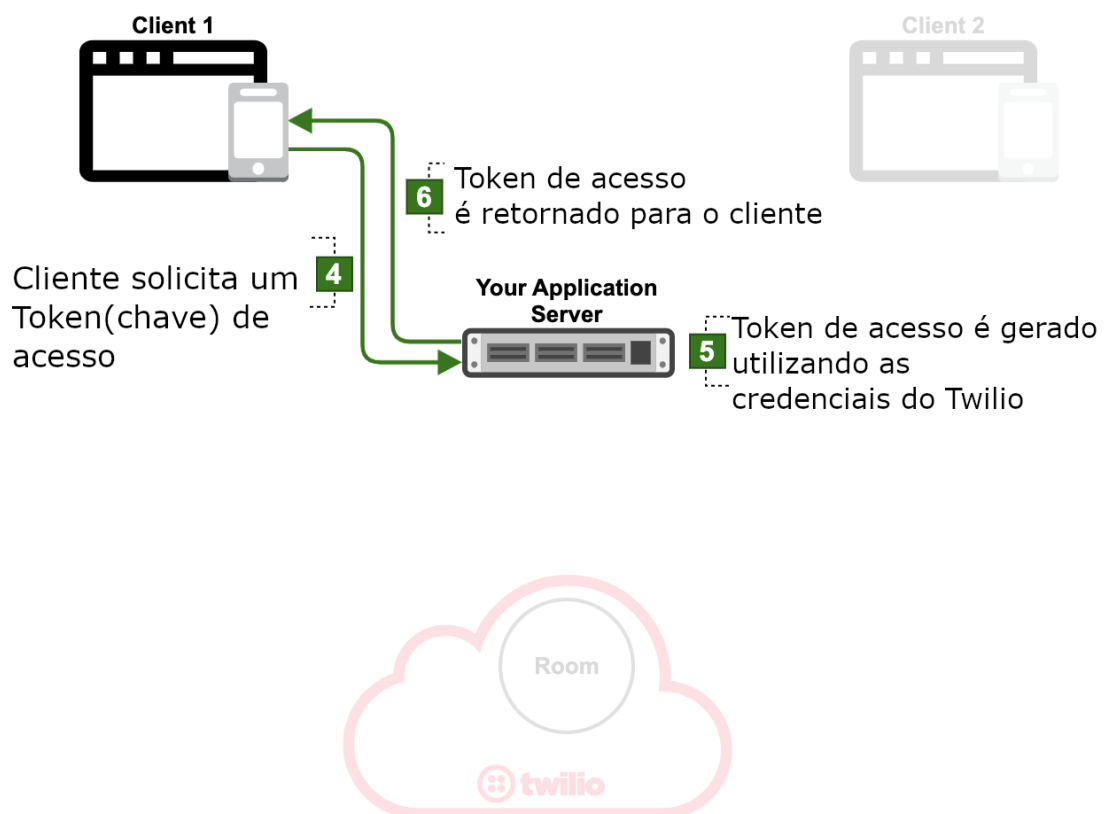 Client 1
Client 2
6
Token de acesso
é retornado para o cliente
4
Cliente solicita um
Token(chave) de
acesso
Your Application
Server
5
Token de acesso é gerado
utilizando as
credenciais do Twilio
Room
twilio